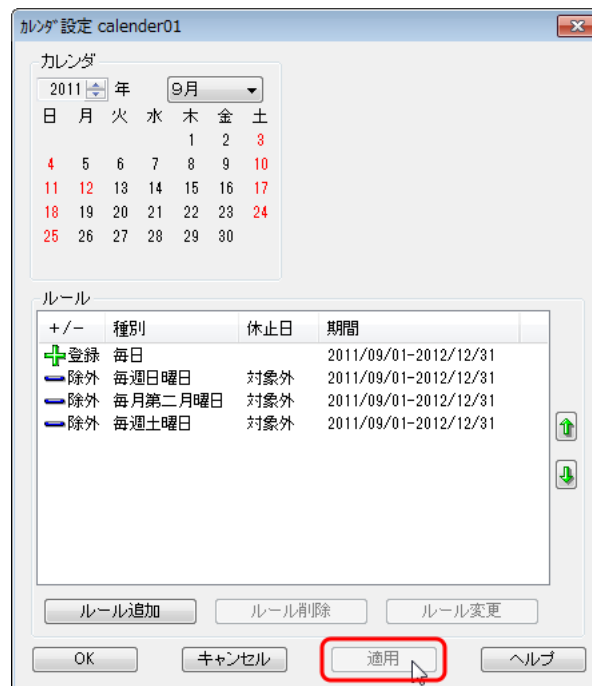 カレンダ設定 calender01
カレンダ
2011 年 9月
日 月 火 水 木 金 土
1 2 3
4 5 6 7 8 9 10
11 12 13 14 15 16 17
18 19 20 21 22 23 24
25 26 27 28 29 30
ルール
+/- 種別 休止日 期間
登録 毎日 2011/09/01-2012/12/31
除外 毎週日曜日 対象外 2011/09/01-2012/12/31
除外 毎月第二月曜日 対象外 2011/09/01-2012/12/31
除外 毎週土曜日 対象外 2011/09/01-2012/12/31
ルール追加 ルール削除 ルール変更
OK キャンセル 適用 ヘルプ